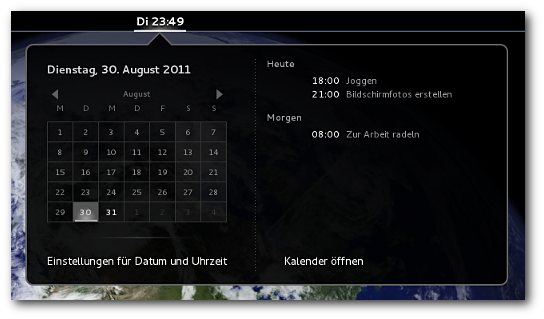 Di 23:49
Dienstag, 30. August 2011
August
M D M D F S S
1 2 3 4 5 6 7
8 9 10 11 12 13 14
15 16 17 18 19 20 21
22 23 24 25 26 27 28
29 30 31 1 2 3 4
Einstellungen für Datum und Uhrzeit
Heute
18:00 Joggen
21:00 Bildschirmfotos erstellen
Morgen
08:00 Zur Arbeit radeln
Kalender öffnen